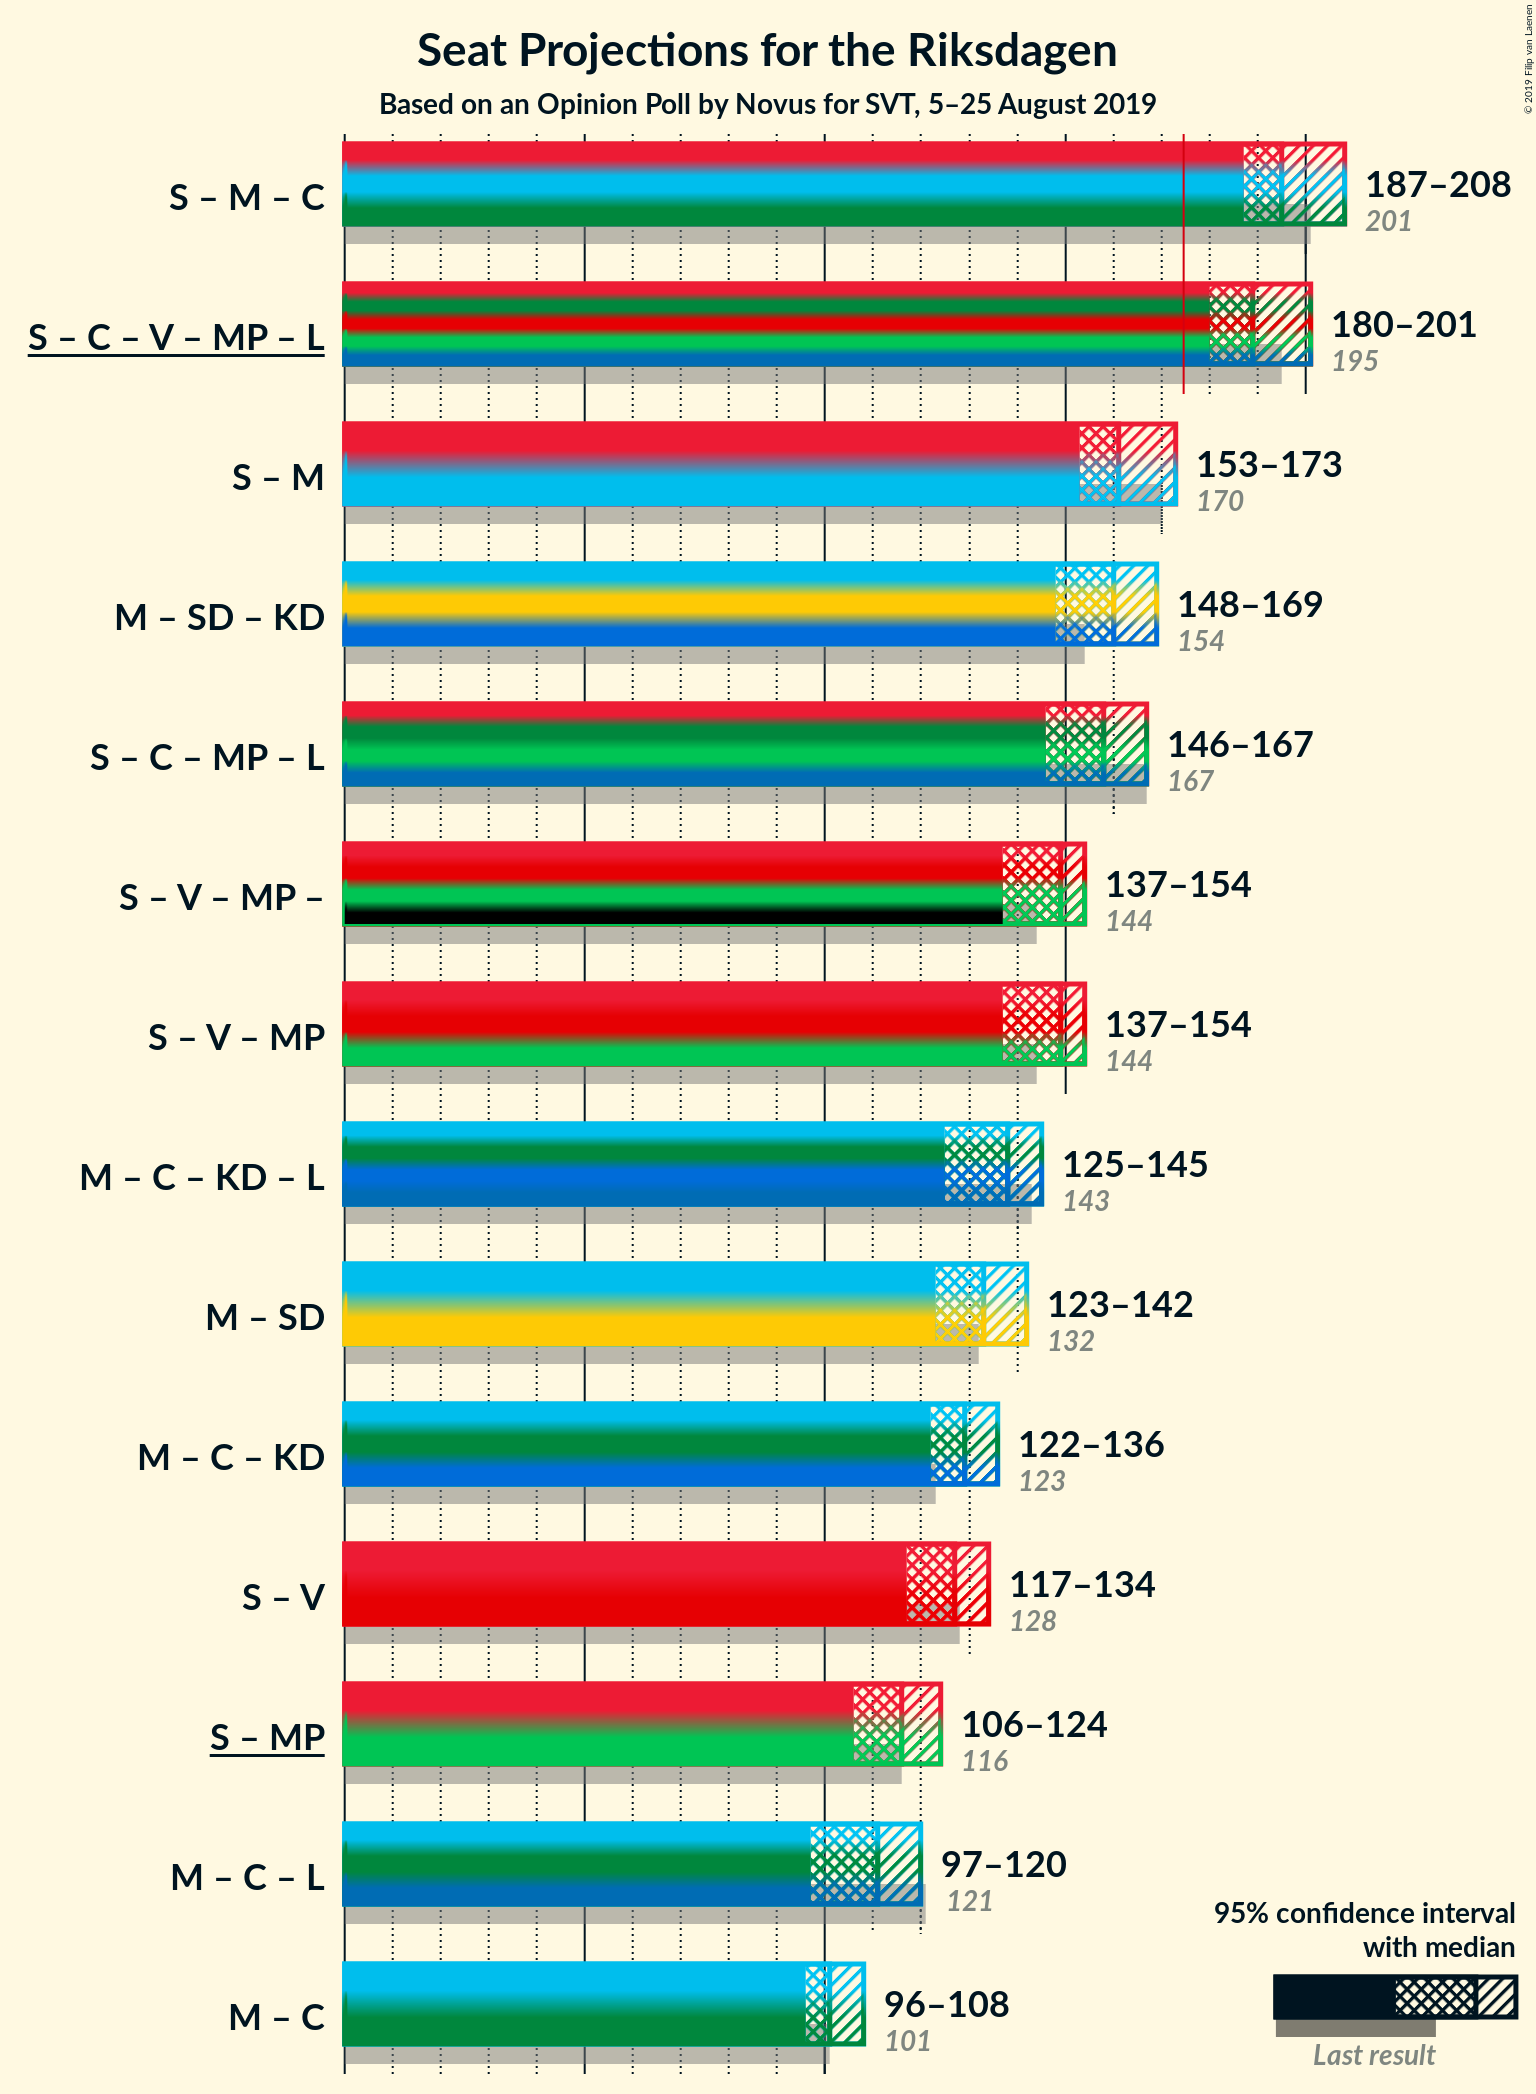 Seat Projections for the Riksdagen
Based on an Opinion Poll by Novus for SVT, 5–25 August 2019
© 2019 Filip van Laenen
S – M – C
187–208
201
S – C – V – MP – L
180–201
195
S – M
153–173
170
M – SD – KD
148–169
154
S – C – MP – L
146–167
167
S – V – MP –
137–154
144
S – V – MP
137–154
144
M – C – KD – L
125–145
143
M – SD
123–142
132
M – C – KD
122–136
123
S – V
117–134
128
S – MP
106–124
116
M – C – L
97–120
121
M – C
96–108
101
95% confidence interval
with median
Last result